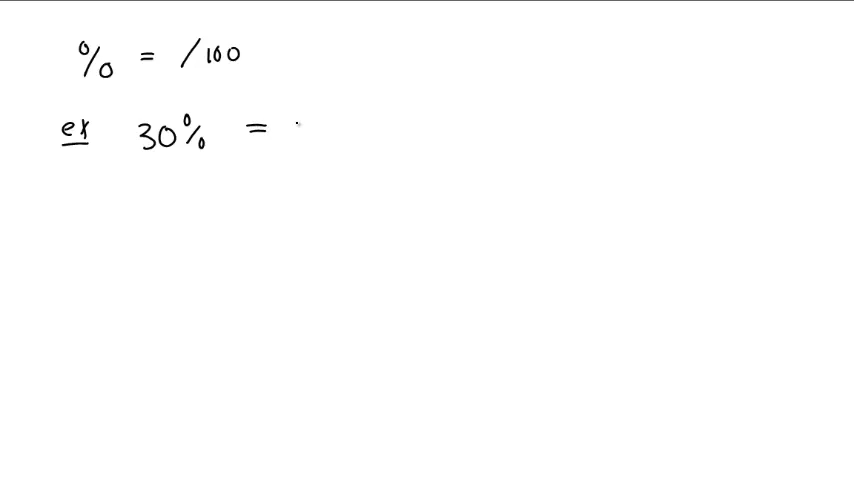 % = /100
ex 30% =